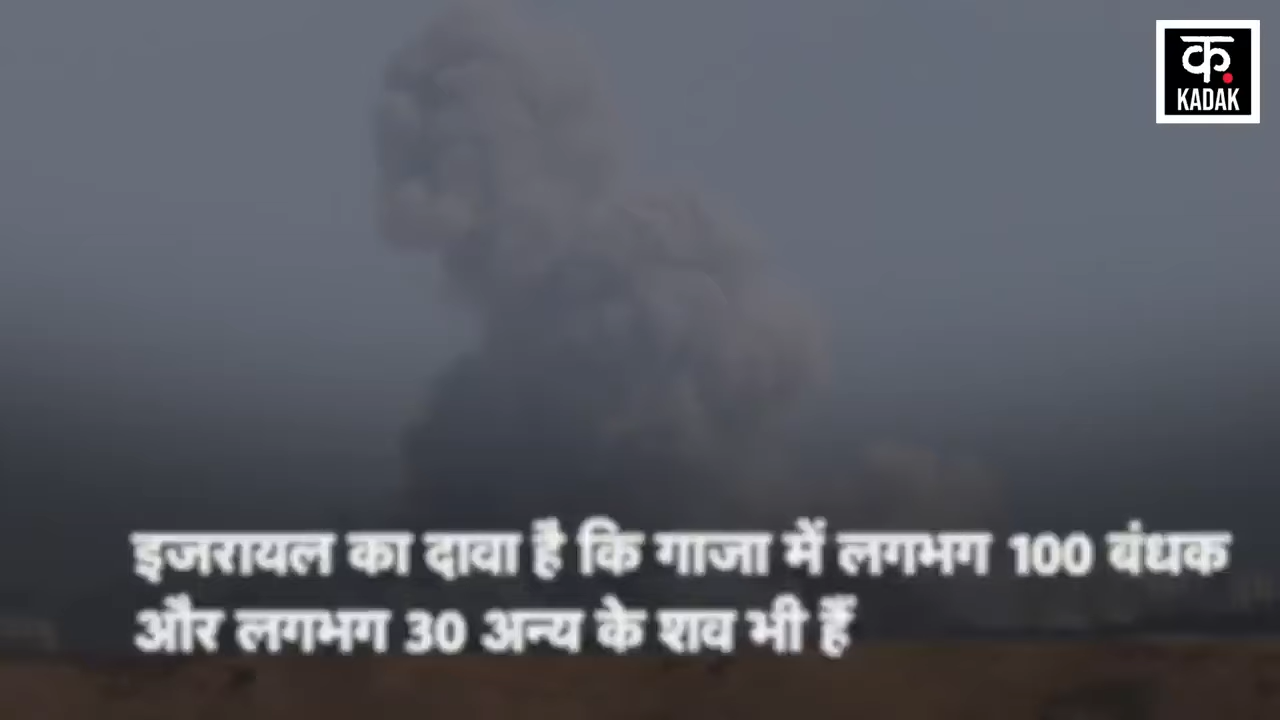 क.
KADAK
इजरायल का दावा है कि गाजा में लगभग 100 बंधक
और लगभग 30 अन्य के शव भी हैं